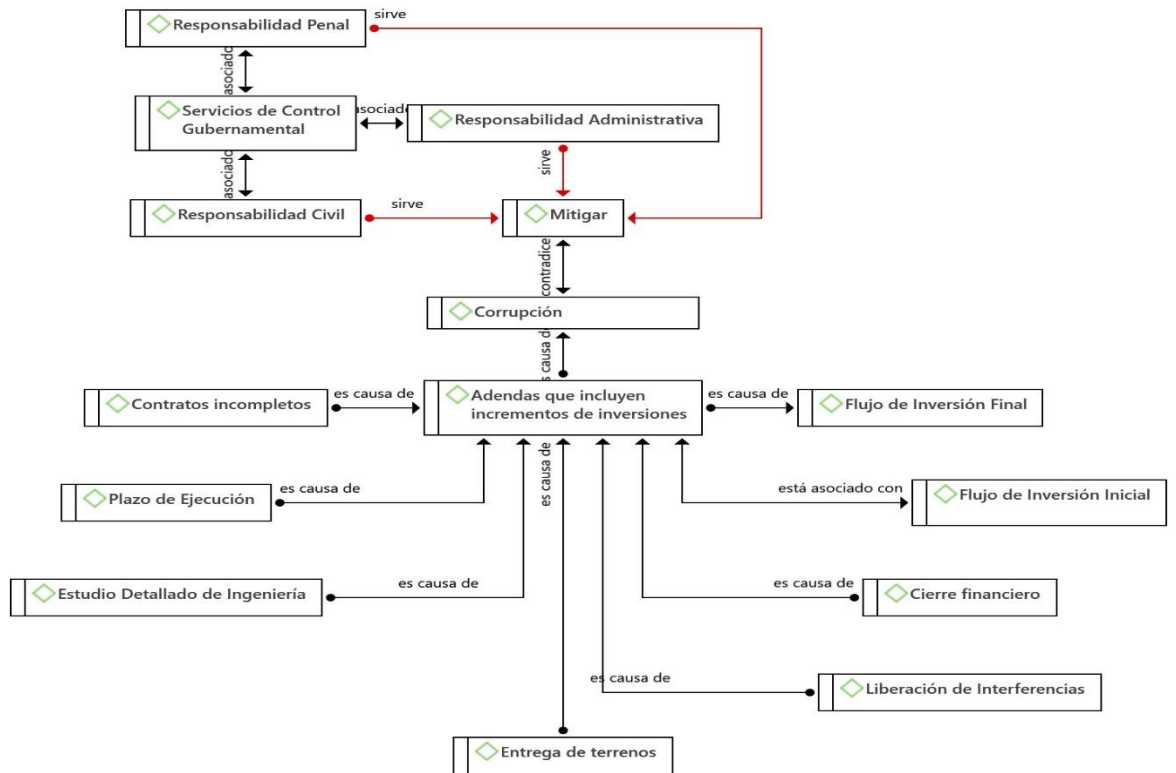 sirve
Responsabilidad Penal
asociado
Servicios de Control
Gubernamental
asociado
Responsabilidad Administrativa
asociado
sirve
Responsabilidad Civil
sirve
Mitigar
contradice
Corrupción
es causa de
Contratos incompletos
es causa de
Adendas que incluyen
incrementos de inversiones
es causa de
Flujo de Inversión Final
es causa de
Plazo de Ejecución
es causa de
está asociado con
Flujo de Inversión Inicial
Estudio Detallado de Ingeniería
es causa de
es causa de
Cierre financiero
es causa de
Liberación de Interferencias
Entrega de terrenos